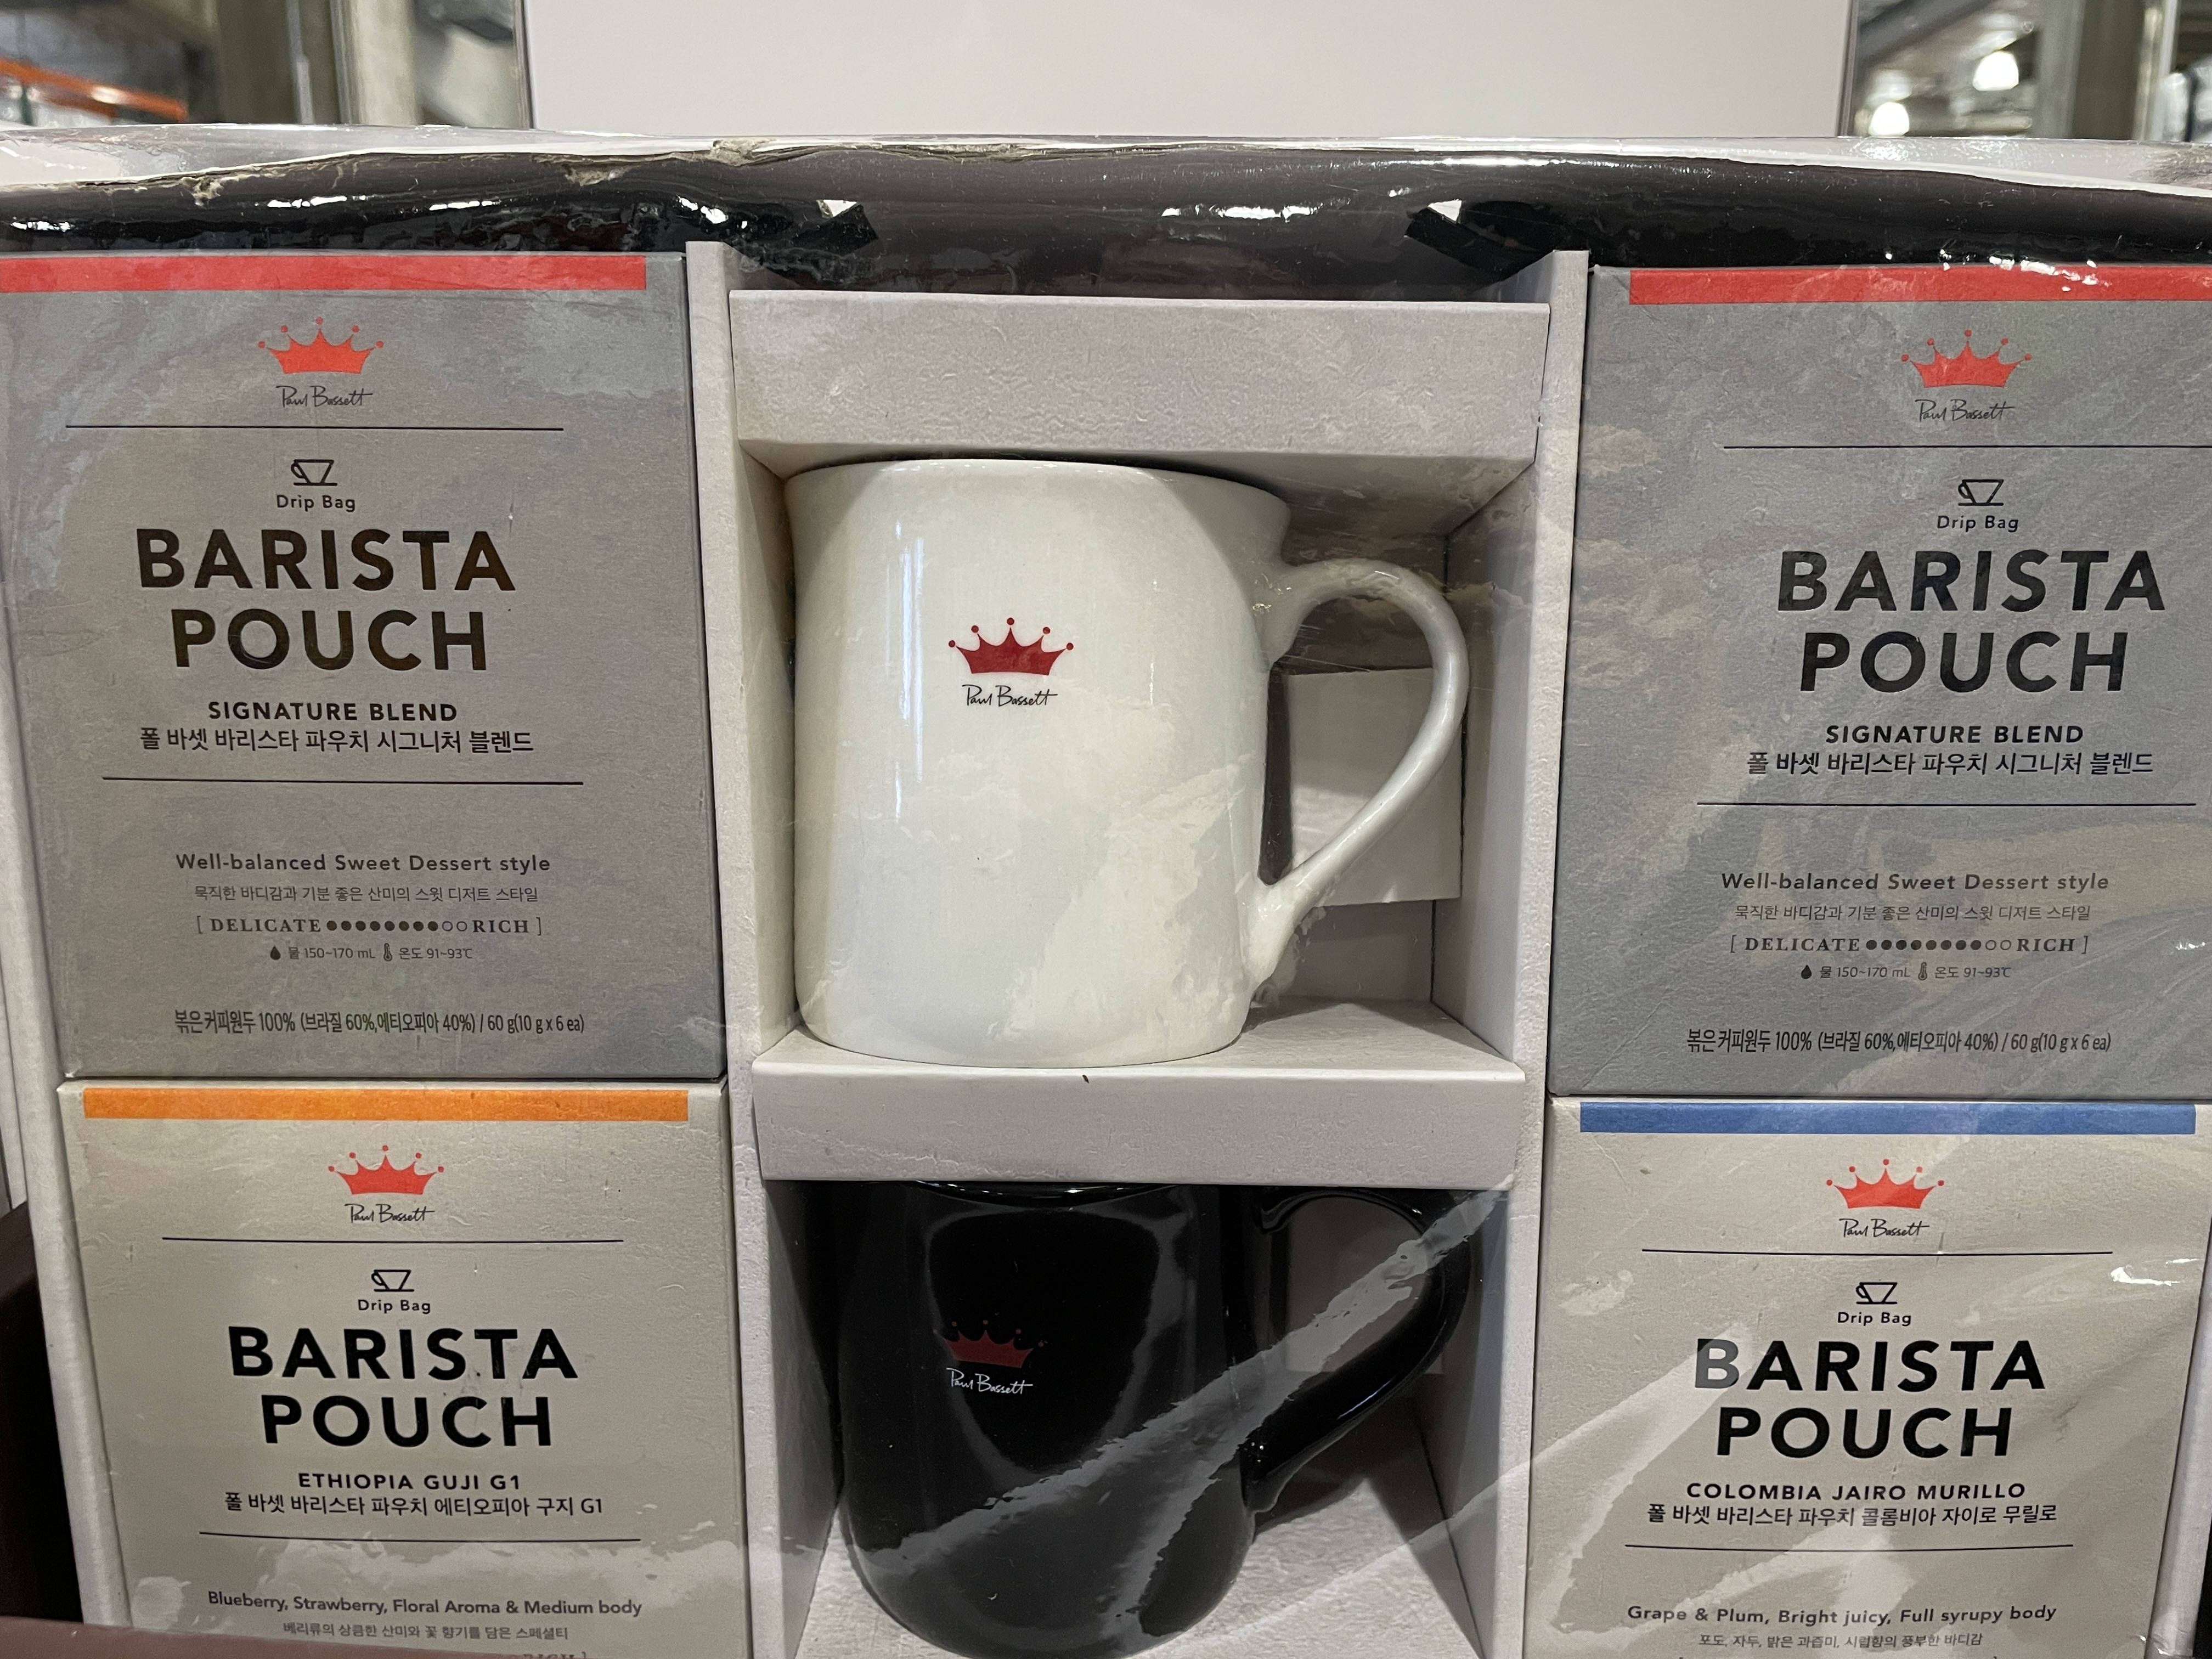 Paul Bassett
Drip Bag
BARISTA
POUCH
SIGNATURE BLEND
폴 바셋 바리스타 파우치 시그니처 블렌드
Well-balanced Sweet Dessert style
묵직한 바디감과 기분 좋은 산미의 스윗 디저트 스타일
[ DELICATE ●●●●●●●●○○ RICH ]
물 150~170 mL 온도 91~93℃
볶은커피원두 100% (브라질 60%,에티오피아 40%) / 60 g(10 g x 6 ea)
Paul Bassett
Paul Bassett
Drip Bag
BARISTA
POUCH
SIGNATURE BLEND
폴 바셋 바리스타 파우치 시그니처 블렌드
Well-balanced Sweet Dessert style
묵직한 바디감과 기분 좋은 산미의 스윗 디저트 스타일
[ DELICATE ●●●●●●●●○○ RICH ]
물 150~170 mL 온도 91~93℃
볶은커피원두 100% (브라질 60%,에티오피아 40%) / 60 g(10 g x 6 ea)
Paul Bassett
Drip Bag
BARISTA
POUCH
ETHIOPIA GUJI G1
폴 바셋 바리스타 파우치 에티오피아 구지 G1
Blueberry, Strawberry, Floral Aroma & Medium body
베리류의 상큼한 산미와 꽃 향기를 담은 스페셜티
Paul Bassett
Paul Bassett
Drip Bag
BARISTA
POUCH
COLOMBIA JAIRO MURILLO
폴 바셋 바리스타 파우치 콜롬비아 자이로 무릴로
Grape & Plum, Bright juicy, Full syrupy body
포도, 자두, 밝은 과즙미, 시럽향의 풍부한 바디감